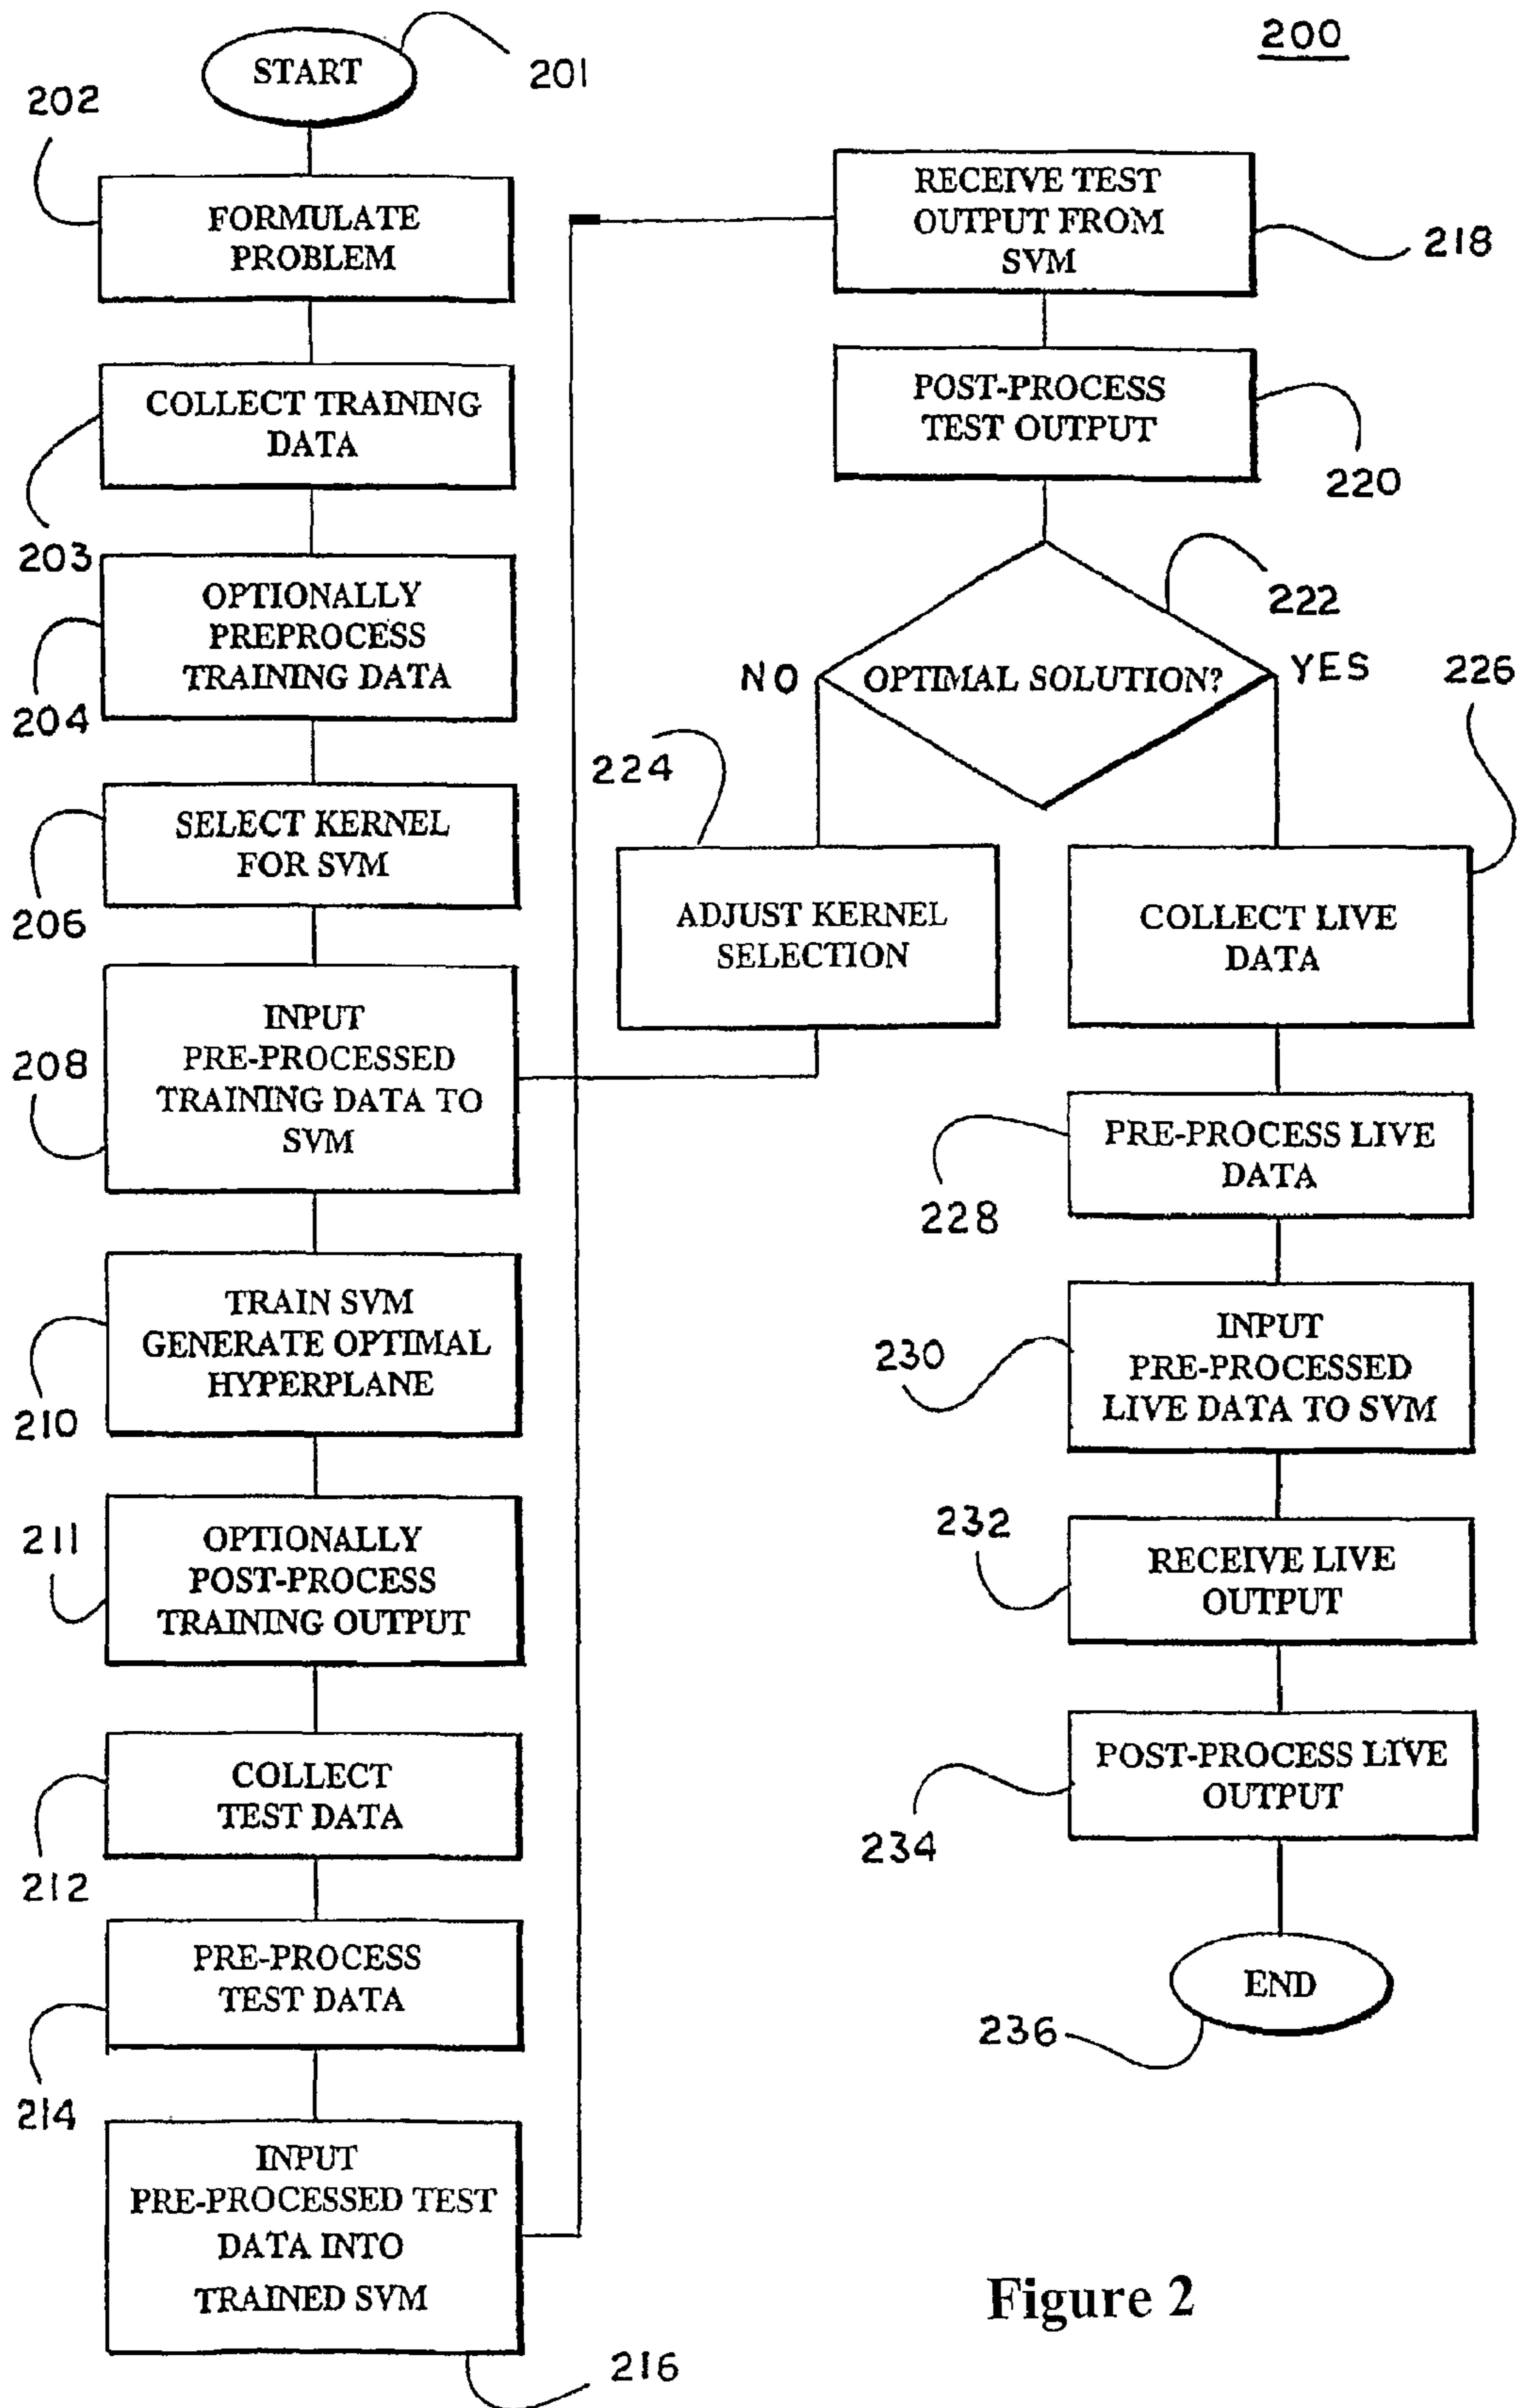 200
START
201
202
FORMULATE
PROBLEM
COLLECT TRAINING
DATA
203
OPTIONALLY
PREPROCESS
TRAINING DATA
204
SELECT KERNEL
FOR SVM
206
INPUT
PRE-PROCESSED
TRAINING DATA TO
SVM
208
TRAIN SVM
GENERATE OPTIMAL
HYPERPLANE
210
211
OPTIONALLY
POST-PROCESS
TRAINING OUTPUT
COLLECT
TEST DATA
212
PRE-PROCESS
TEST DATA
214
INPUT
PRE-PROCESSED TEST
DATA INTO
TRAINED SVM
216
RECEIVE TEST
OUTPUT FROM
SVM
218
POST-PROCESS
TEST OUTPUT
220
222
NO
OPTIMAL SOLUTION?
YES
224
ADJUST KERNEL
SELECTION
226
COLLECT LIVE
DATA
PRE-PROCESS LIVE
DATA
228
INPUT
PRE-PROCESSED
LIVE DATA TO SVM
230
232
RECEIVE LIVE
OUTPUT
POST-PROCESS LIVE
OUTPUT
234
END
236
Figure 2